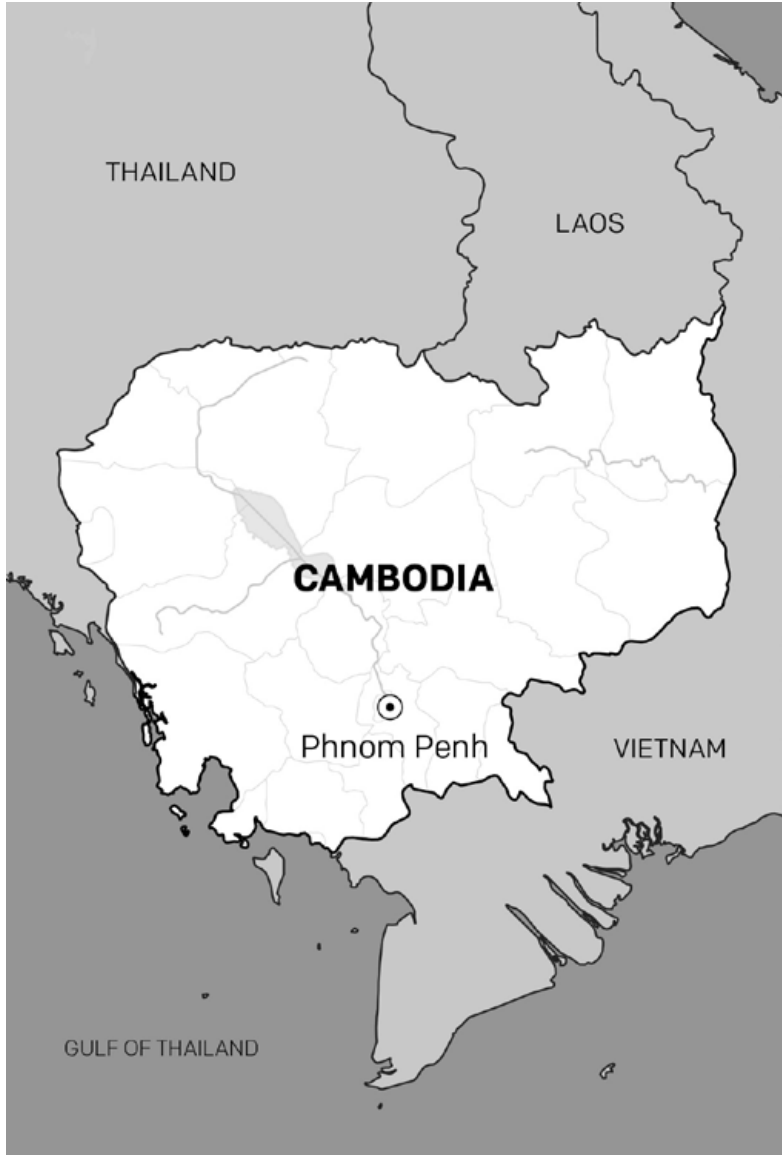 THAILAND
LAOS
CAMBODIA
Phnom Penh
VIETNAM
GULF OF THAILAND